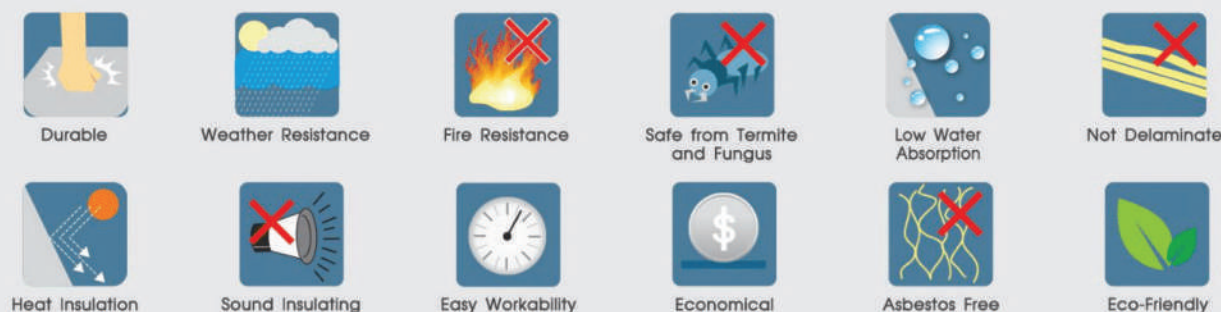 Durable
Weather Resistance
Fire Resistance
Safe from Termite
and Fungus
Low Water
Absorption
Not Delaminate
Heat Insulation
Sound Insulating
Easy Workability
$
Economical
Asbestos Free
Eco-Friendly